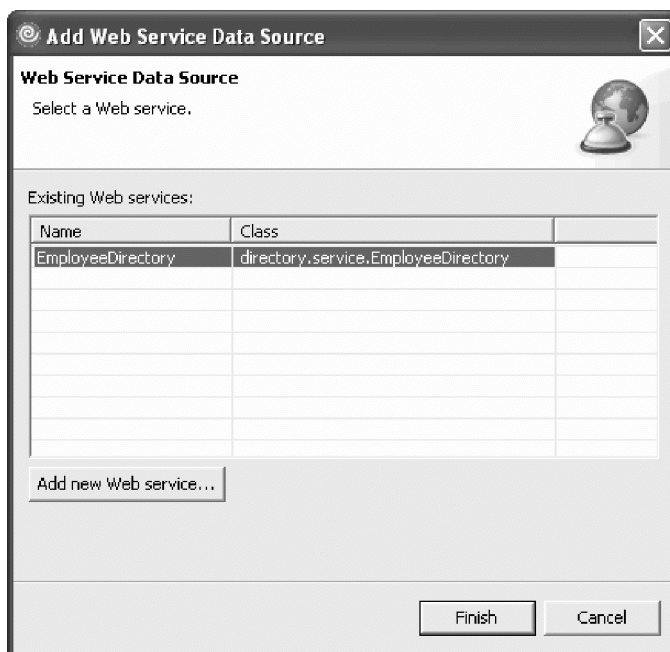 Add Web Service Data Source
Web Service Data Source
Select a Web service.
Existing Web services:
Name Class
EmployeeDirectory directory.service.EmployeeDirectory
Add new Web service...
Finish Cancel